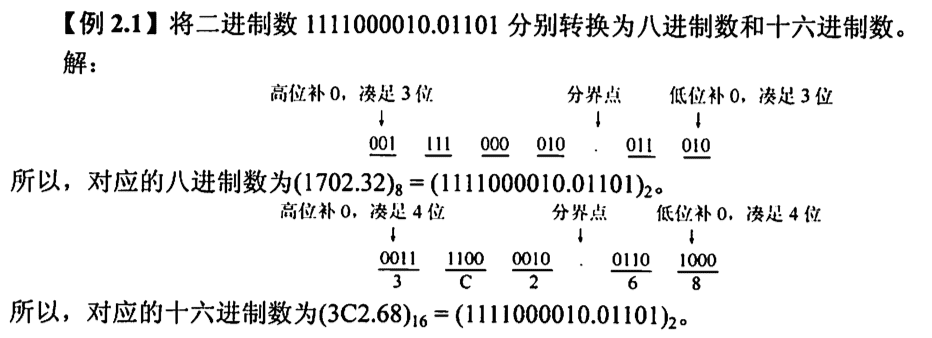 【例 2.1】将二进制数 1111000010.01101 分别转换为八进制数和十六进制数。
解：
高位补 0，凑足 3 位 分界点 低位补 0，凑足 3 位
↓ ↓ ↓
001 111 000 010 . 011 010
所以，对应的八进制数为(1702.32)₈ = (1111000010.01101)₂。
高位补 0，凑足 4 位 分界点 低位补 0，凑足 4 位
↓ ↓ ↓
0011 1100 0010 . 0110 1000
3 C 2 6 8
所以，对应的十六进制数为(3C2.68)₁₆ = (1111000010.01101)₂。